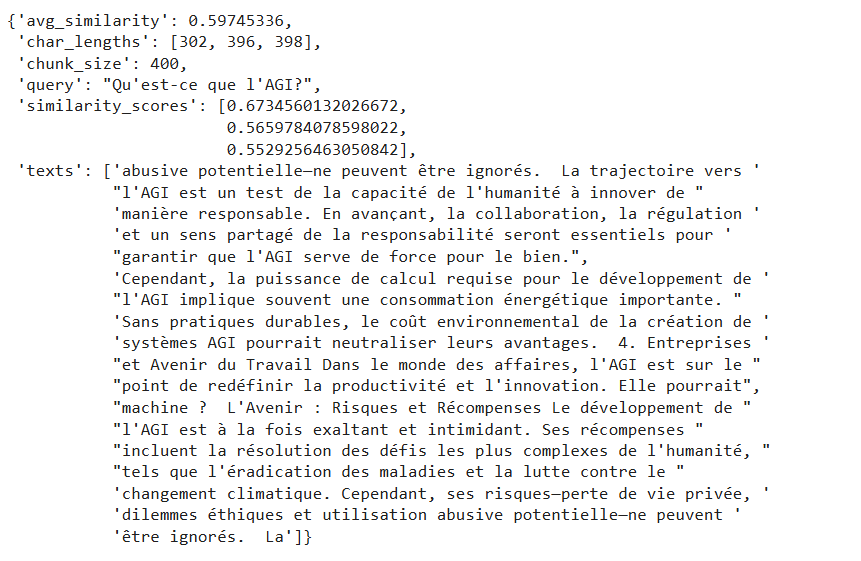 {'avg_similarity': 0.59745336,
 'char_lengths': [302, 396, 398],
 'chunk_size': 400,
 'query': "Qu'est-ce que l'AGI?",
 'similarity_scores': [0.6734560132026672,
                       0.5659784078598022,
                       0.5529256463050842],
 'texts': ['abusive potentielle—ne peuvent être ignorés.  La trajectoire vers '
           "l'AGI est un test de la capacité de l'humanité à innover de "
           'manière responsable. En avançant, la collaboration, la régulation '
           'et un sens partagé de la responsabilité seront essentiels pour '
           "garantir que l'AGI serve de force pour le bien.",
           'Cependant, la puissance de calcul requise pour le développement de '
           "l'AGI implique souvent une consommation énergétique importante. "
           'Sans pratiques durables, le coût environnemental de la création de '
           'systèmes AGI pourrait neutraliser leurs avantages.  4. Entreprises '
           "et Avenir du Travail Dans le monde des affaires, l'AGI est sur le "
           "point de redéfinir la productivité et l'innovation. Elle pourrait",
           "machine ?  L'Avenir : Risques et Récompenses Le développement de "
           "l'AGI est à la fois exaltant et intimidant. Ses récompenses "
           "incluent la résolution des défis les plus complexes de l'humanité, "
           "tels que l'éradication des maladies et la lutte contre le "
           'changement climatique. Cependant, ses risques—perte de vie privée, '
           'dilemmes éthiques et utilisation abusive potentielle—ne peuvent '
           'être ignorés.  La']}